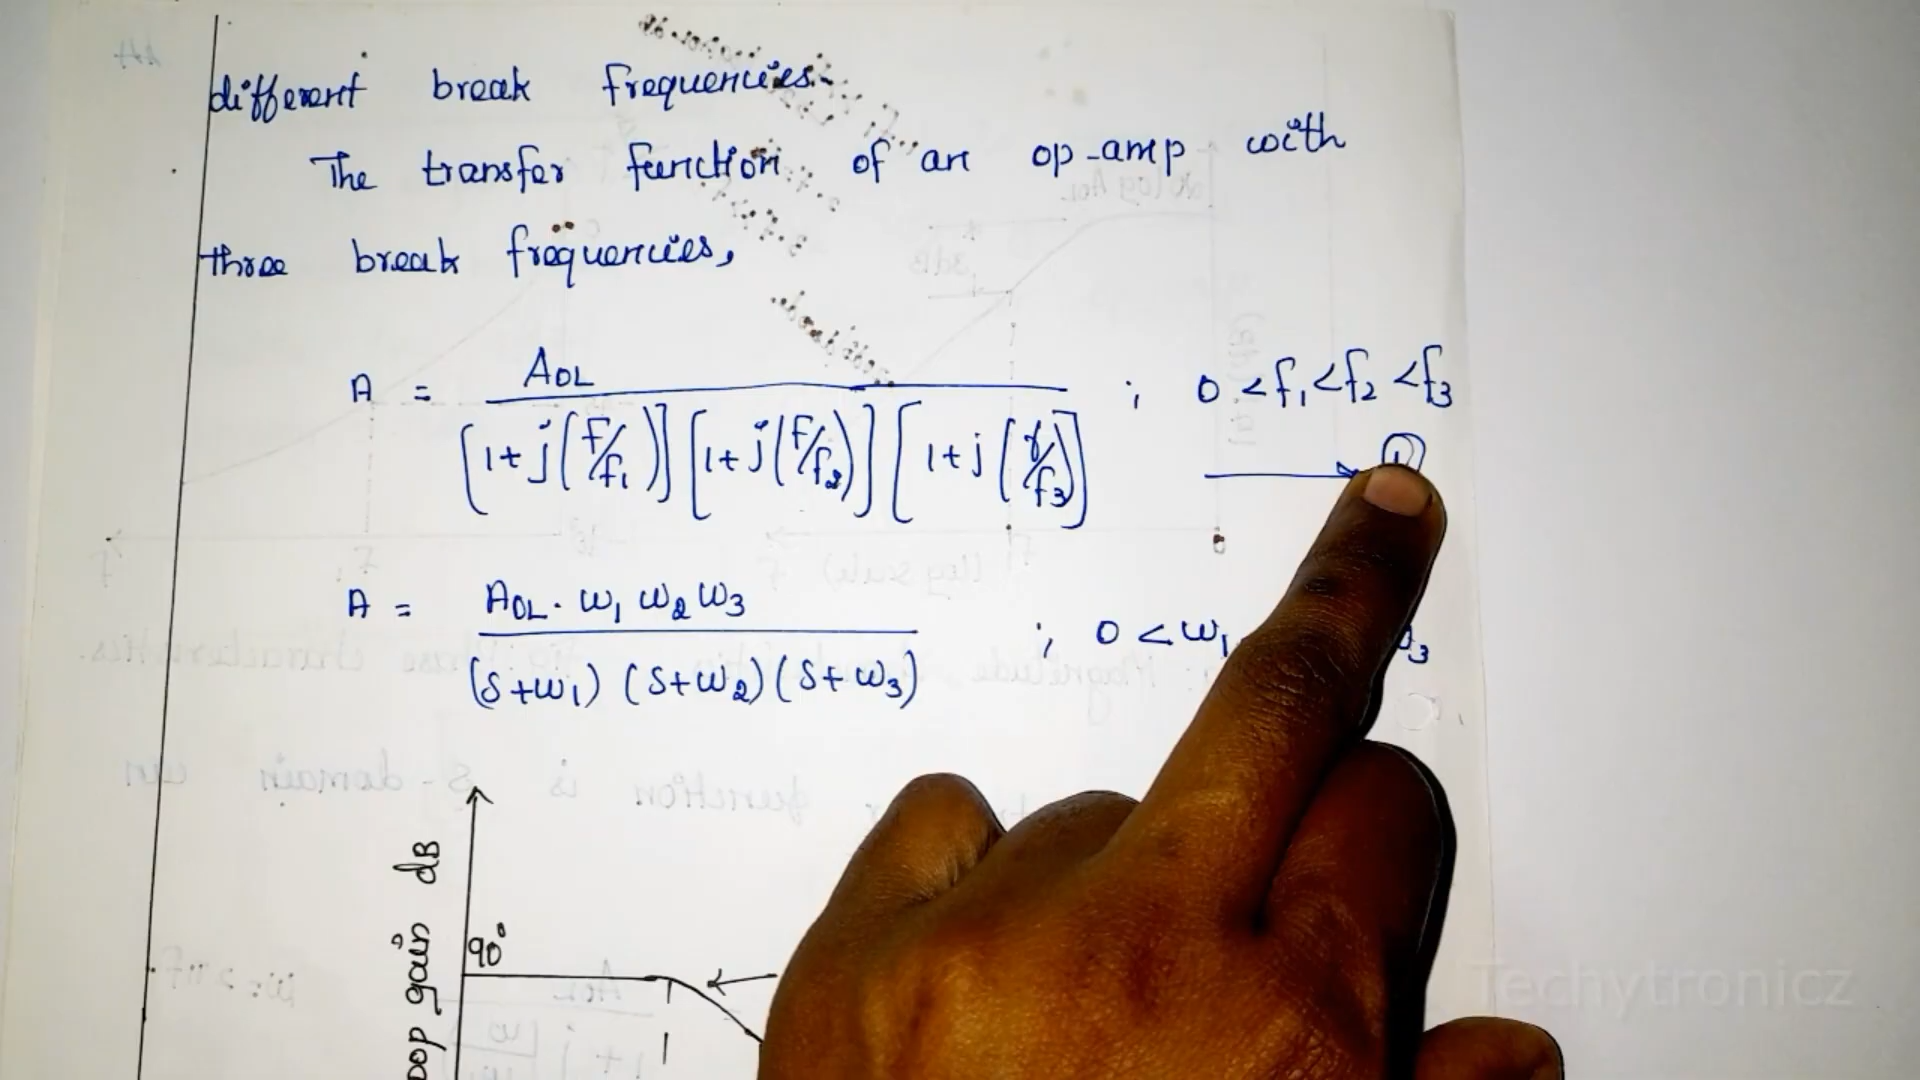 different break frequencies.
The transfer function of an op-amp with
three break frequencies,
A = AOL / [1+j(f/f1)] [1+j(f/f2)] [1+j(f/f3)] ; 0 <f1<f2 <f3
A = AOL. ω1 ω2 ω3 / (S+ω1) (S+ω2) (S+ω3) ; 0 < ω1
90°
gain dB
Techytronicz